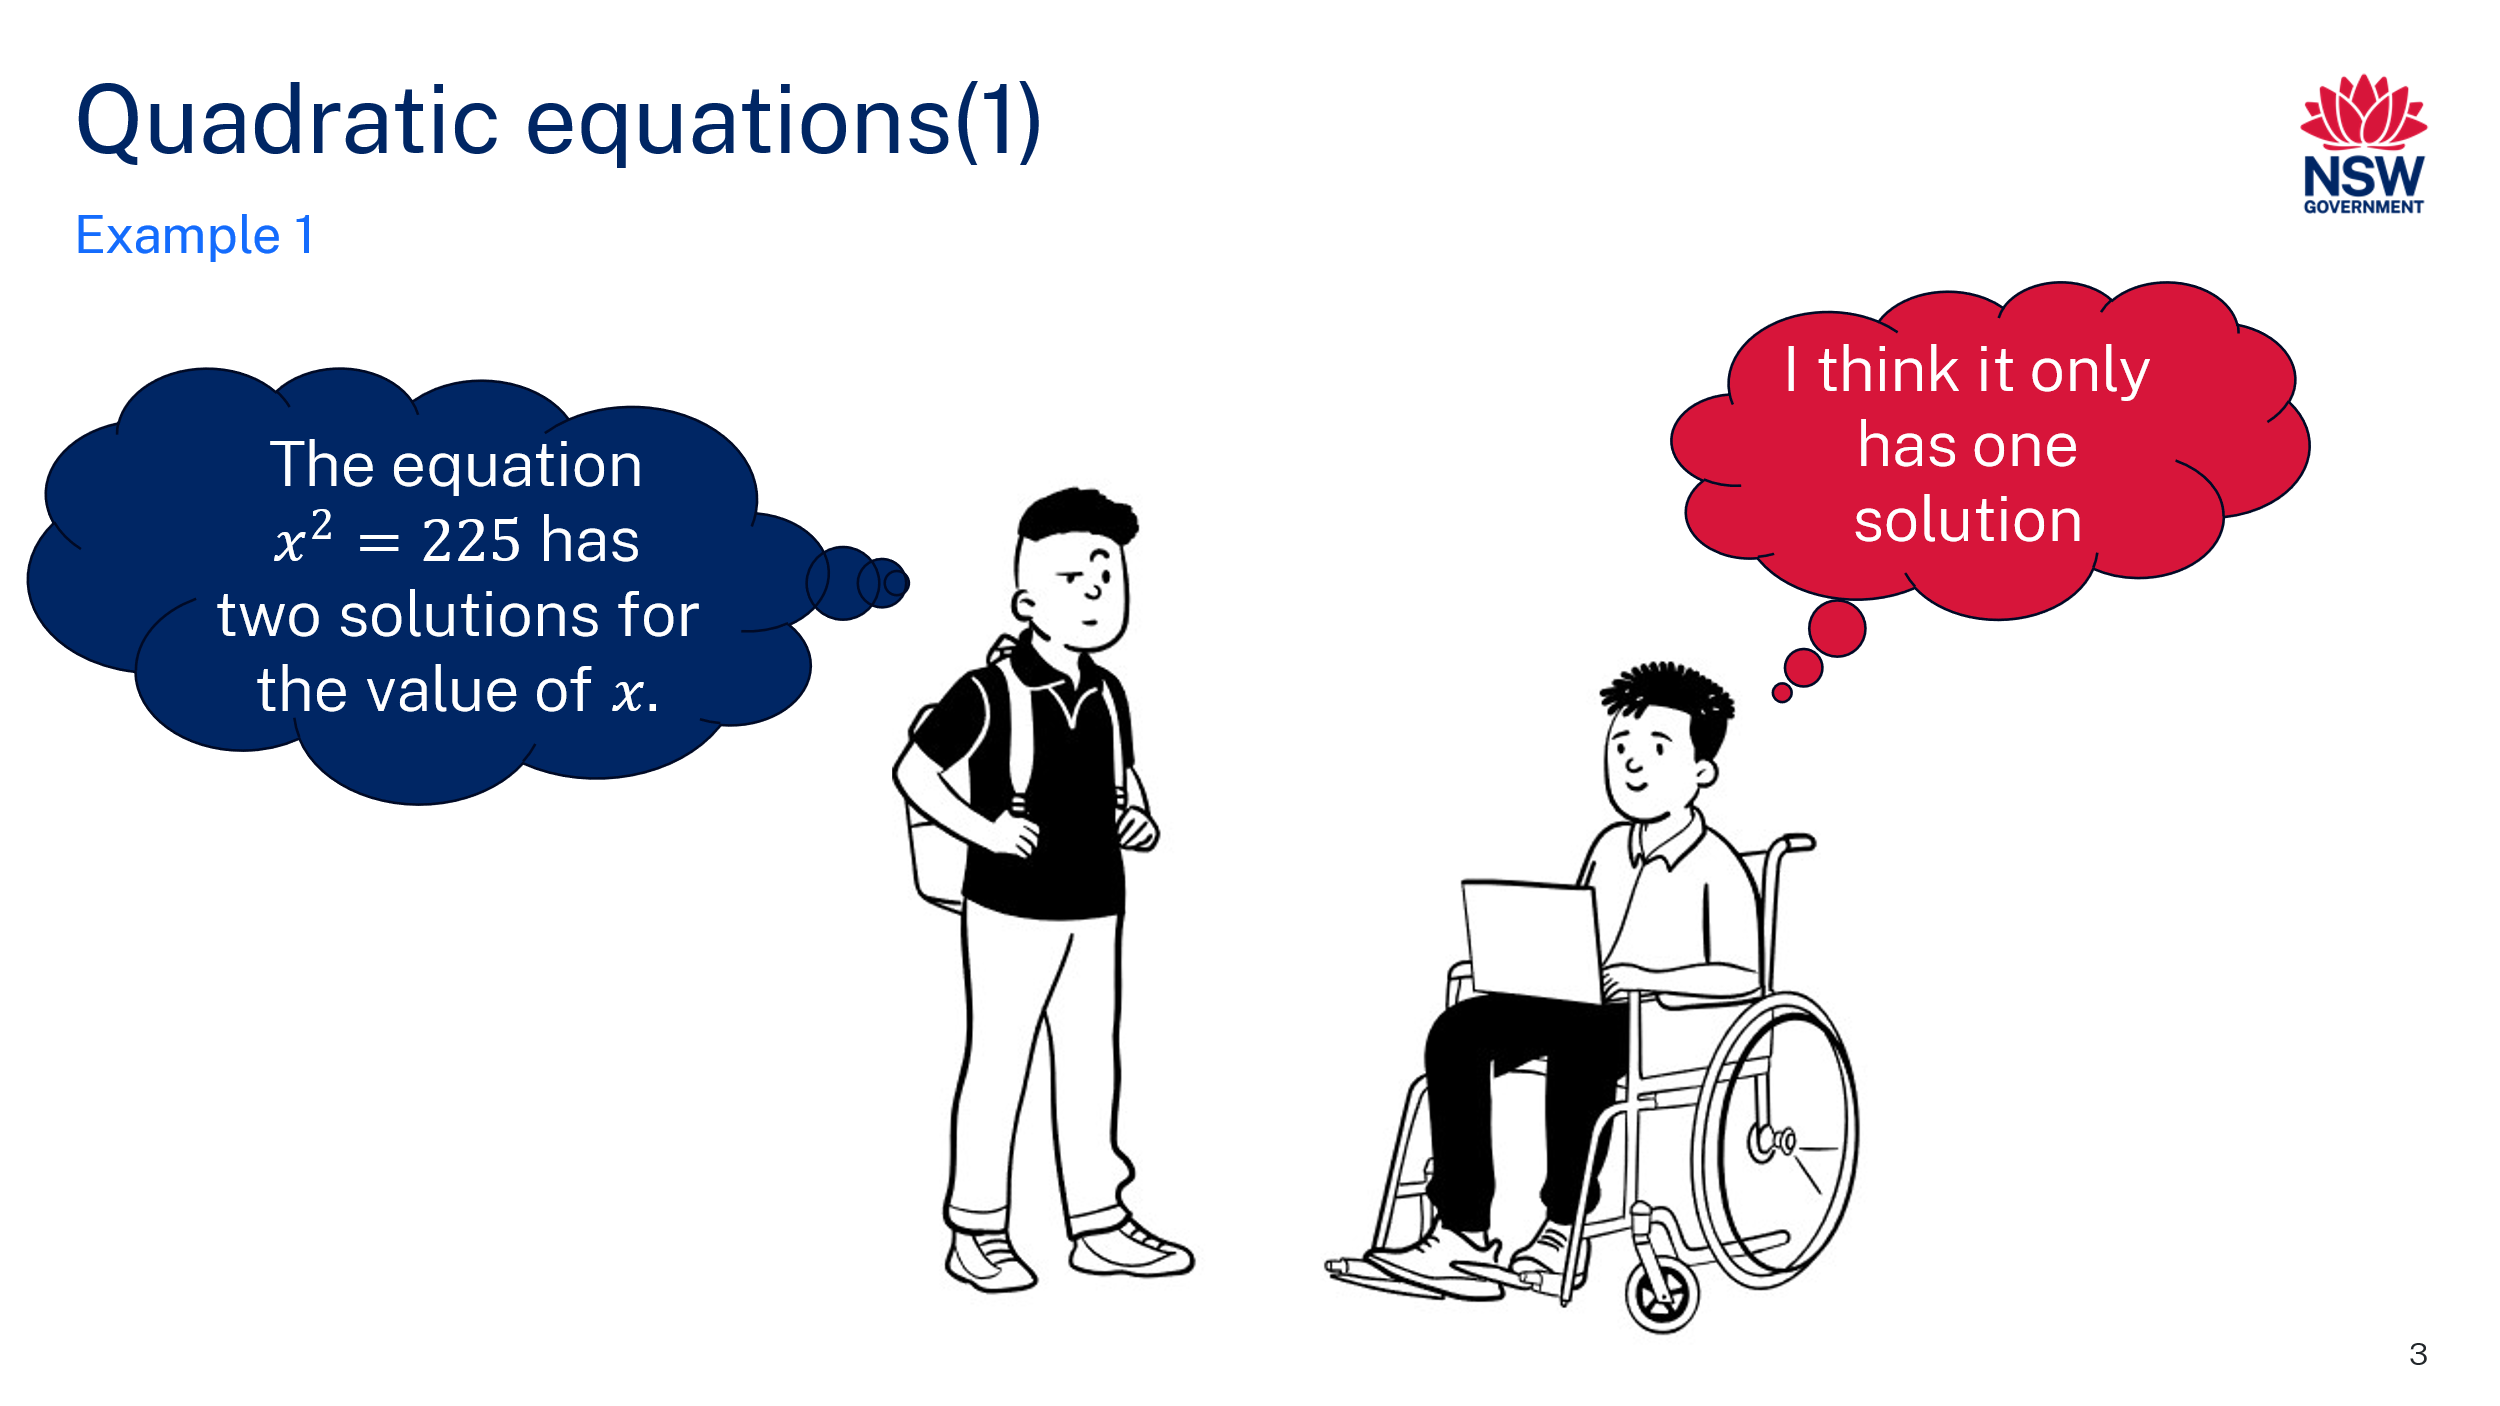 Quadratic equations(1)
Example 1
NSW
GOVERNMENT
The equation
x² = 225 has
two solutions for
the value of x.
I think it only
has one
solution
3